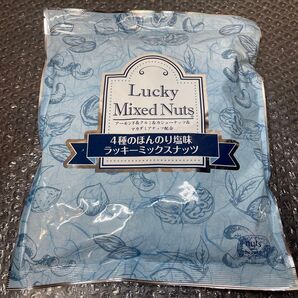 Lucky
Mixed Nuts
アーモンド&クルミ&カシューナッツ&
マカダミアナッツ配合
4種のほんのり塩味
ラッキーミックスナッツ
nuts